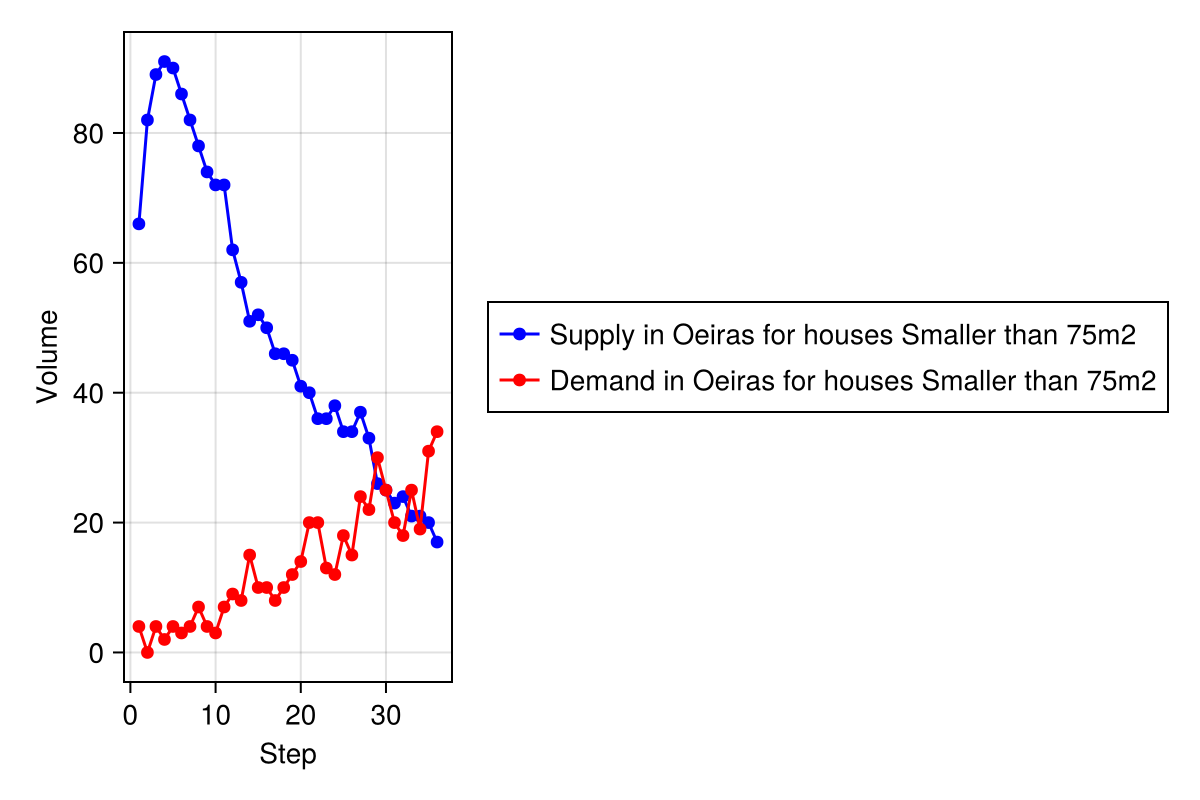 Volume
80
60
40
20
0
0 10 20 30
Step
Supply in Oeiras for houses Smaller than 75m2
Demand in Oeiras for houses Smaller than 75m2